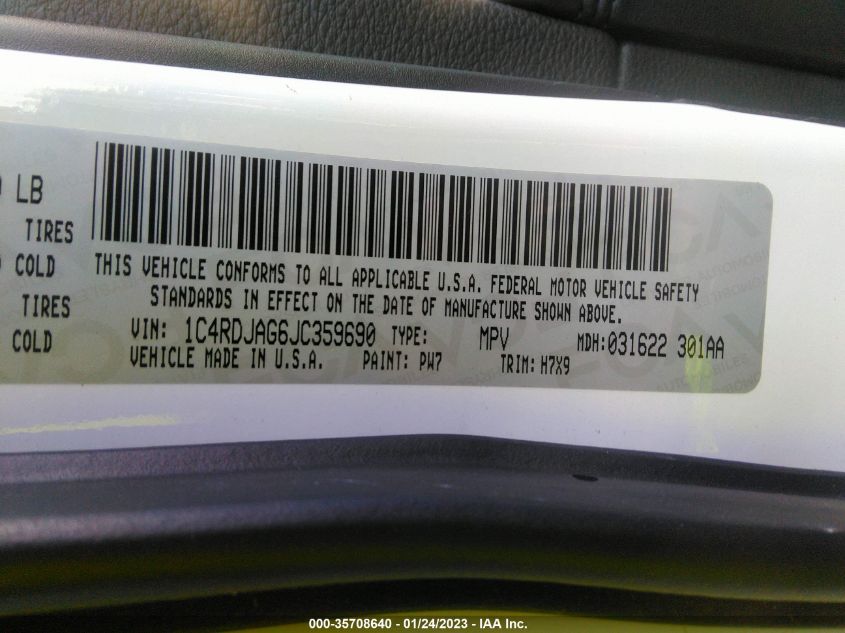 LB
TIRES
COLD
TIRES
COLD
THIS VEHICLE CONFORMS TO ALL APPLICABLE U.S.A. FEDERAL MOTOR VEHICLE SAFETY
STANDARDS IN EFFECT ON THE DATE OF MANUFACTURE SHOWN ABOVE.
VIN: 1C4RDJAG6JC359690 TYPE: MPV MDH:031622 301AA
VEHICLE MADE IN U.S.A. PAINT: PW7 TRIM: H7X9
000-35708640 - 01/24/2023 - IAA Inc.